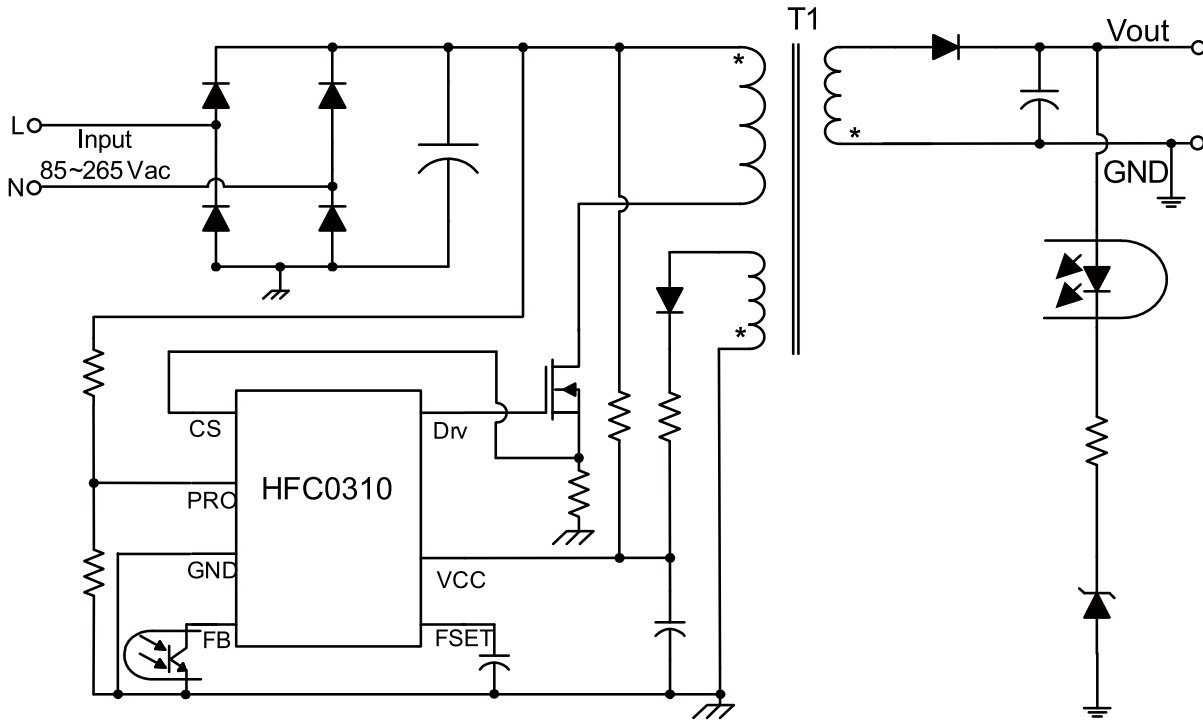 T1
Vout
*
L
Input
*
N
85~265 Vac
GND
*
CS
Drv
HFC0310
PRO
GND
VCC
FB
FSET